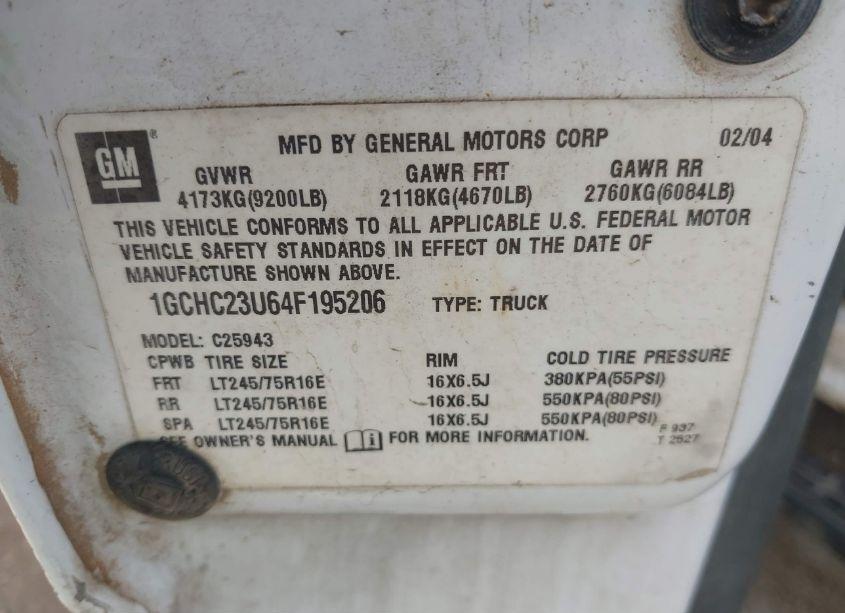 GM ® MFD BY GENERAL MOTORS CORP 02/04
GVWR GAWR FRT GAWR RR
4173KG(9200LB) 2118KG(4670LB) 2760KG(6084LB)
THIS VEHICLE CONFORMS TO ALL APPLICABLE U.S. FEDERAL MOTOR
VEHICLE SAFETY STANDARDS IN EFFECT ON THE DATE OF
MANUFACTURE SHOWN ABOVE.
1GCHC23U64F195206 TYPE: TRUCK
MODEL: C25943
CPWB TIRE SIZE RIM COLD TIRE PRESSURE
FRT LT245/75R16E 16X6.5J 380KPA(55PSI)
RR LT245/75R16E 16X6.5J 550KPA(80PSI)
SPA LT245/75R16E 16X6.5J 550KPA(80PSI)
SEE OWNER'S MANUAL i FOR MORE INFORMATION.
F 937
T 2527